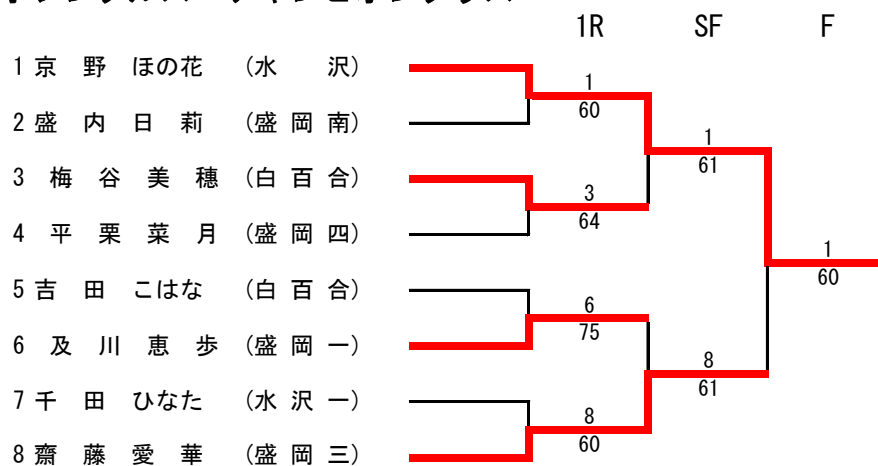 1R SF F
1 京 野 ほの花 (水 沢)
1
60
2 盛 内 日 莉 (盛 岡 南)
1
61
3 梅 谷 美 穂 (白 百 合)
3
64
4 平 栗 菜 月 (盛 岡 四)
1
60
5 吉 田 こはな (白 百 合)
6
75
6 及 川 恵 歩 (盛 岡 一)
8
61
7 千 田 ひなた (水 沢 一)
8
60
8 齋 藤 愛 華 (盛 岡 三)